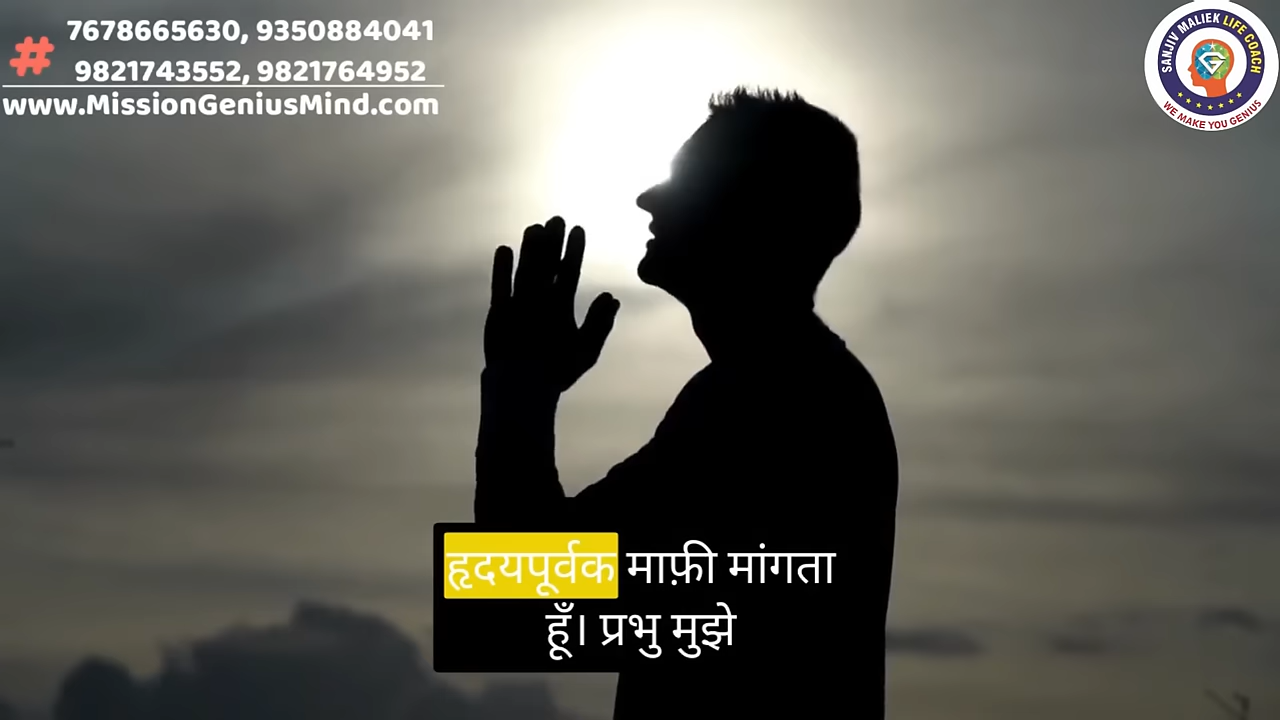 7678665630, 9350884041
# 9821743552, 9821764952
www.MissionGeniusMind.com
SANJIV MALIEK LIFE COACH
WE MAKE YOU GENIUS
हृदयपूर्वक माफ़ी मांगता
हूँ। प्रभु मुझे